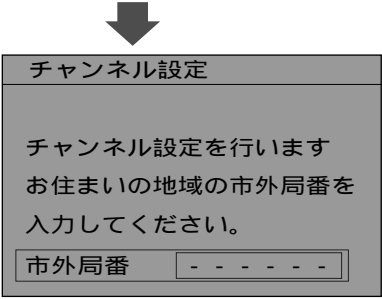 チャンネル設定
チャンネル設定を行います
お住まいの地域の市外局番を
入力してください。
市外局番 - - - - - -